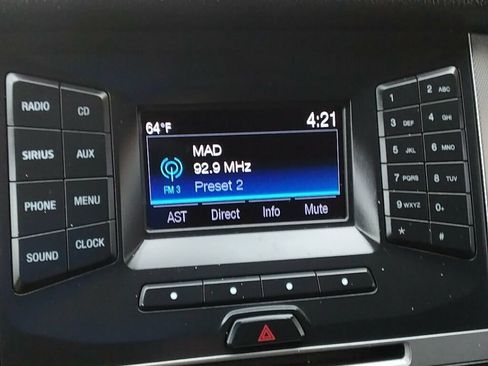 RADIO
CD
SIRIUS
AUX
PHONE
MENU
SOUND
CLOCK
64°F
4:21
MAD
92.9 MHz
FM 3
Preset 2
AST Direct Info Mute
1
2 ABC
3 DEF
4 GHI
5 JKL
6 MNO
7 PQRS
8 TUV
9 WXYZ
0+
*
#